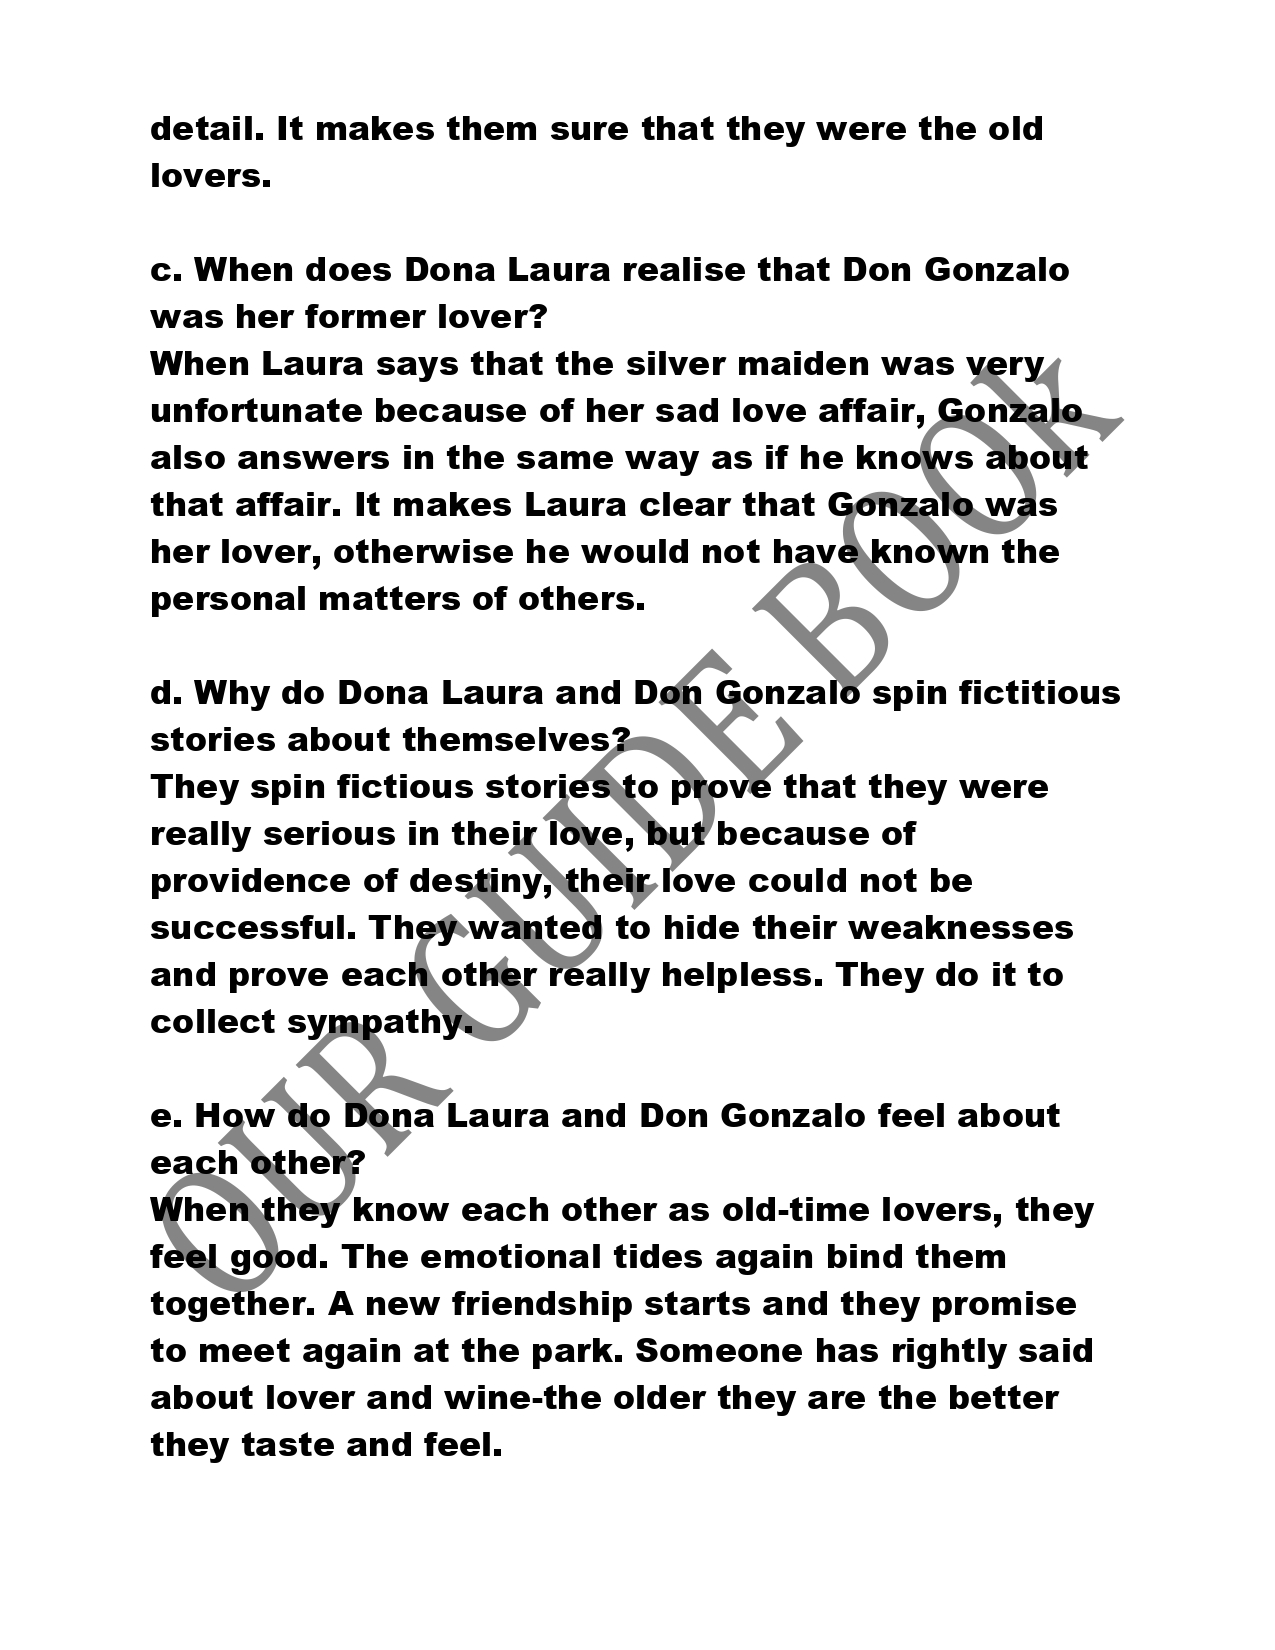 detail. It makes them sure that they were the old
lovers.
c. When does Dona Laura realise that Don Gonzalo
was her former lover?
When Laura says that the silver maiden was very
unfortunate because of her sad love affair, Gonzalo
also answers in the same way as if he knows about
that affair. It makes Laura clear that Gonzalo was
her lover, otherwise he would not have known the
personal matters of others.
d. Why do Dona Laura and Don Gonzalo spin fictitious
stories about themselves?
They spin fictious stories to prove that they were
really serious in their love, but because of
providence of destiny, their love could not be
successful. They wanted to hide their weaknesses
and prove each other really helpless. They do it to
collect sympathy.
e. How do Dona Laura and Don Gonzalo feel about
each other?
When they know each other as old-time lovers, they
feel good. The emotional tides again bind them
together. A new friendship starts and they promise
to meet again at the park. Someone has rightly said
about lover and wine-the older they are the better
they taste and feel.
OUR GUIDE BOOk